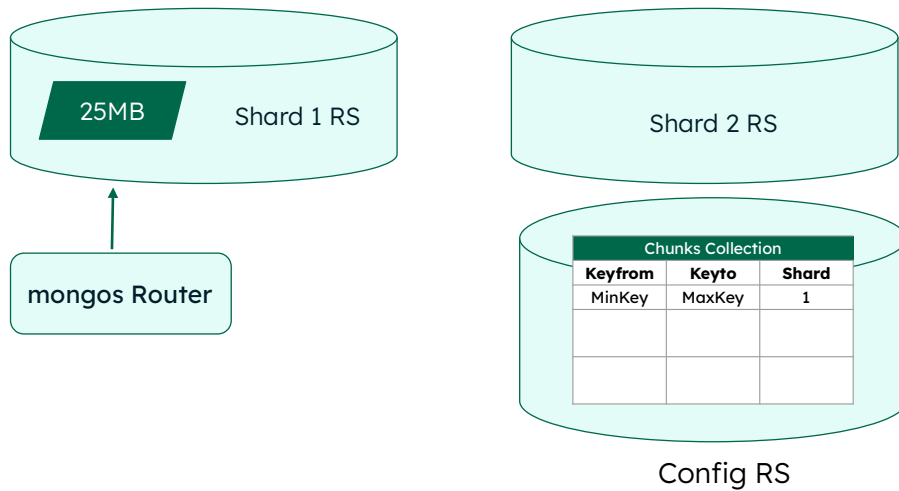 25MB
Shard 1 RS
Shard 2 RS
mongos Router
Chunks Collection
Keyfrom Keyto Shard
MinKey MaxKey 1
Config RS